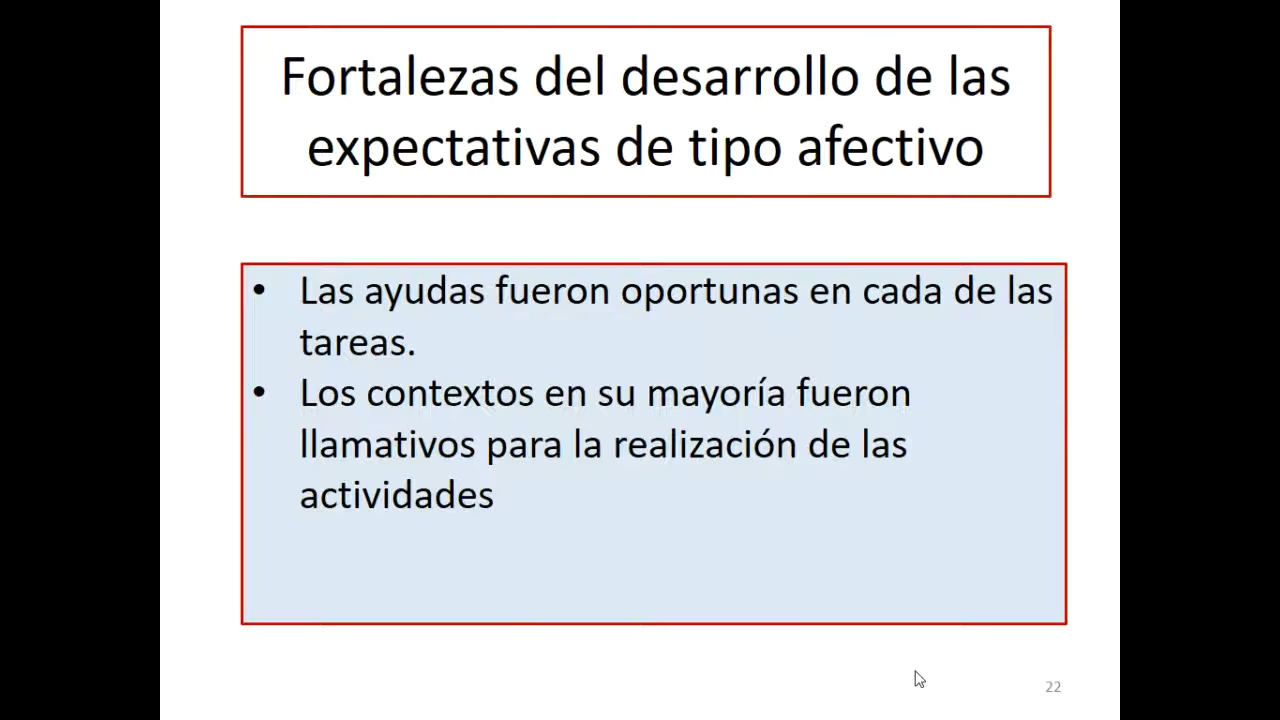 Fortalezas del desarrollo de las
expectativas de tipo afectivo
• Las ayudas fueron oportunas en cada de las
tareas.
• Los contextos en su mayoría fueron
llamativos para la realización de las
actividades
22